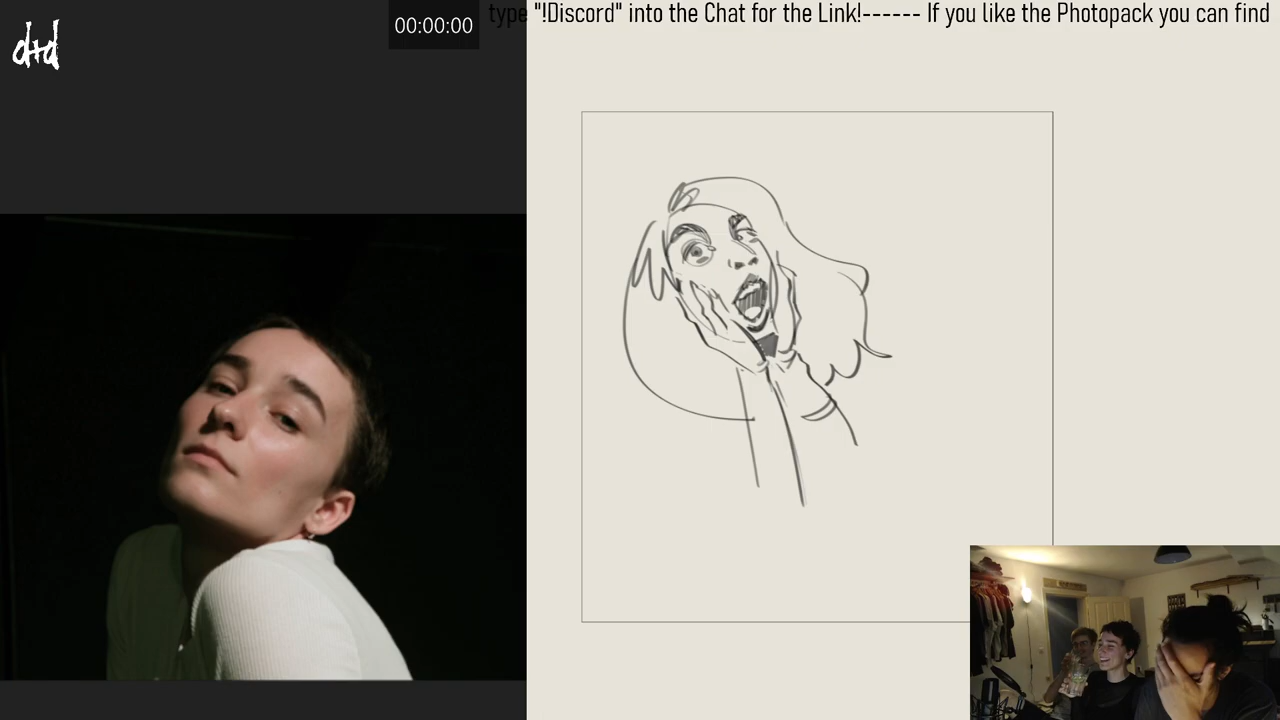 d+d
00:00:00
type "!Discord" into the Chat for the Link!------ If you like the Photopack you can find